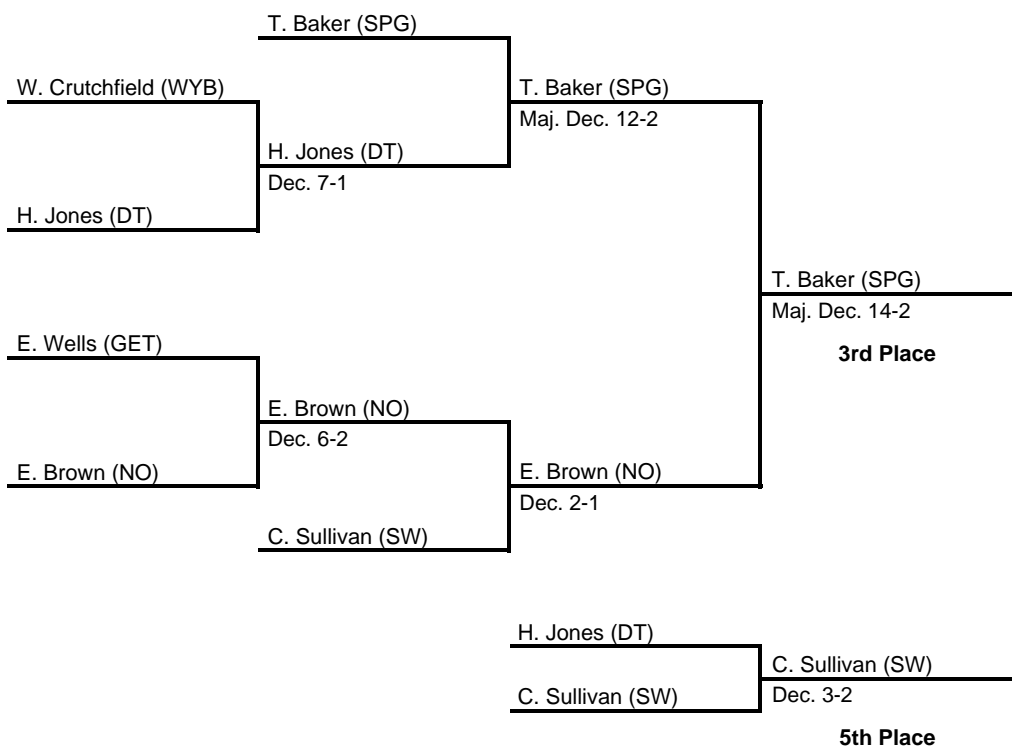 T. Baker (SPG)
W. Crutchfield (WYB)
T. Baker (SPG)
Maj. Dec. 12-2
H. Jones (DT)
Dec. 7-1
H. Jones (DT)
T. Baker (SPG)
Maj. Dec. 14-2
3rd Place
E. Wells (GET)
E. Brown (NO)
Dec. 6-2
E. Brown (NO)
E. Brown (NO)
Dec. 2-1
C. Sullivan (SW)
H. Jones (DT)
C. Sullivan (SW)
Dec. 3-2
C. Sullivan (SW)
5th Place